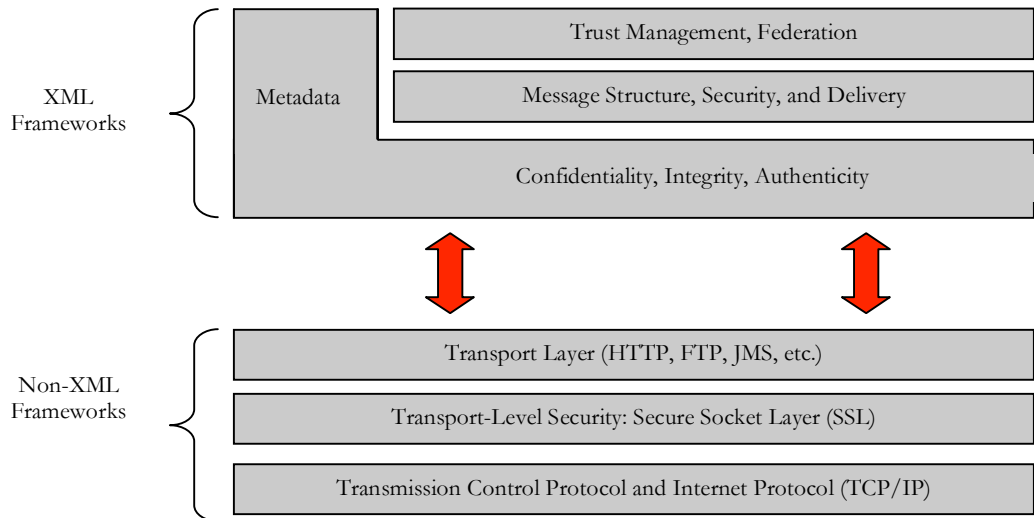 XML
Frameworks
Metadata
Trust Management, Federation
Message Structure, Security, and Delivery
Confidentiality, Integrity, Authenticity
Non-XML
Frameworks
Transport Layer (HTTP, FTP, JMS, etc.)
Transport-Level Security: Secure Socket Layer (SSL)
Transmission Control Protocol and Internet Protocol (TCP/IP)